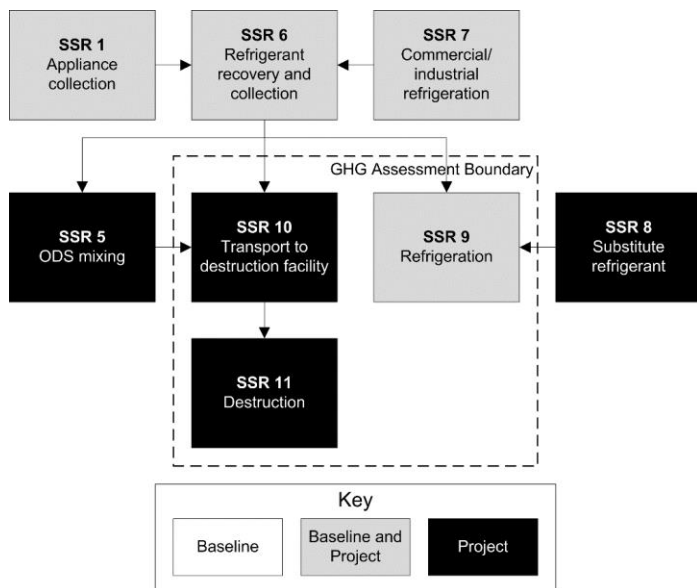 SSR 1
Appliance
collection
SSR 6
Refrigerant
recovery and
collection
SSR 7
Commercial/
industrial
refrigeration
GHG Assessment Boundary
SSR 5
ODS mixing
SSR 10
Transport to
destruction facility
SSR 9
Refrigeration
SSR 8
Substitute
refrigerant
SSR 11
Destruction
Key
Baseline
Baseline and
Project
Project